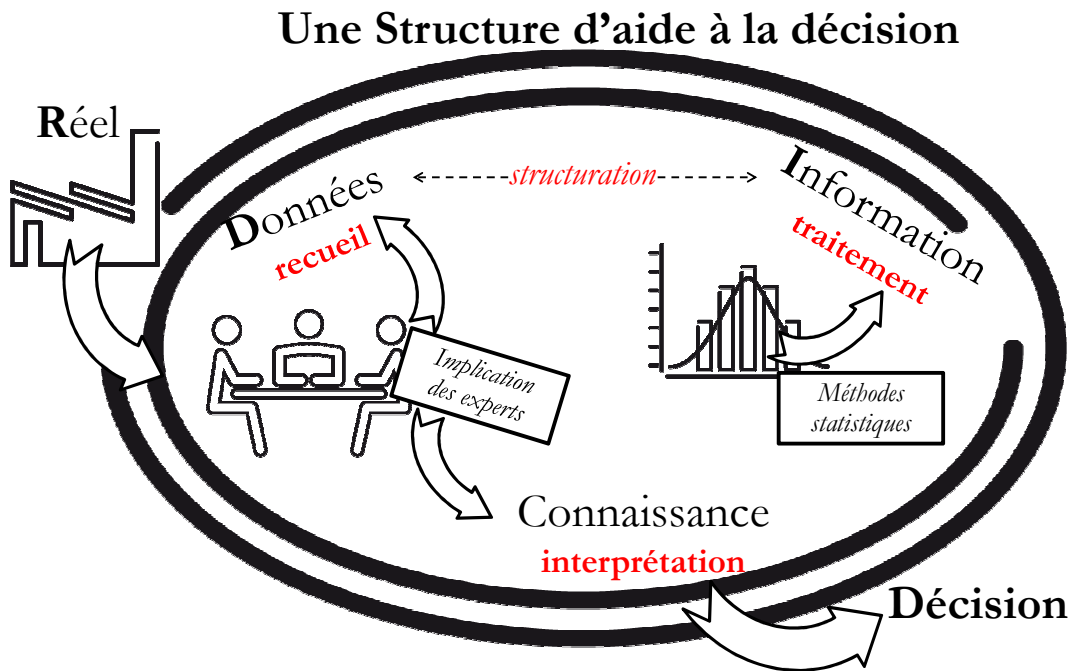 Une Structure d'aide à la décision
Réel
Données
recueil
structuration
Information
traitement
Implication
des experts
Méthodes
statistiques
Connaissance
interprétation
Décision